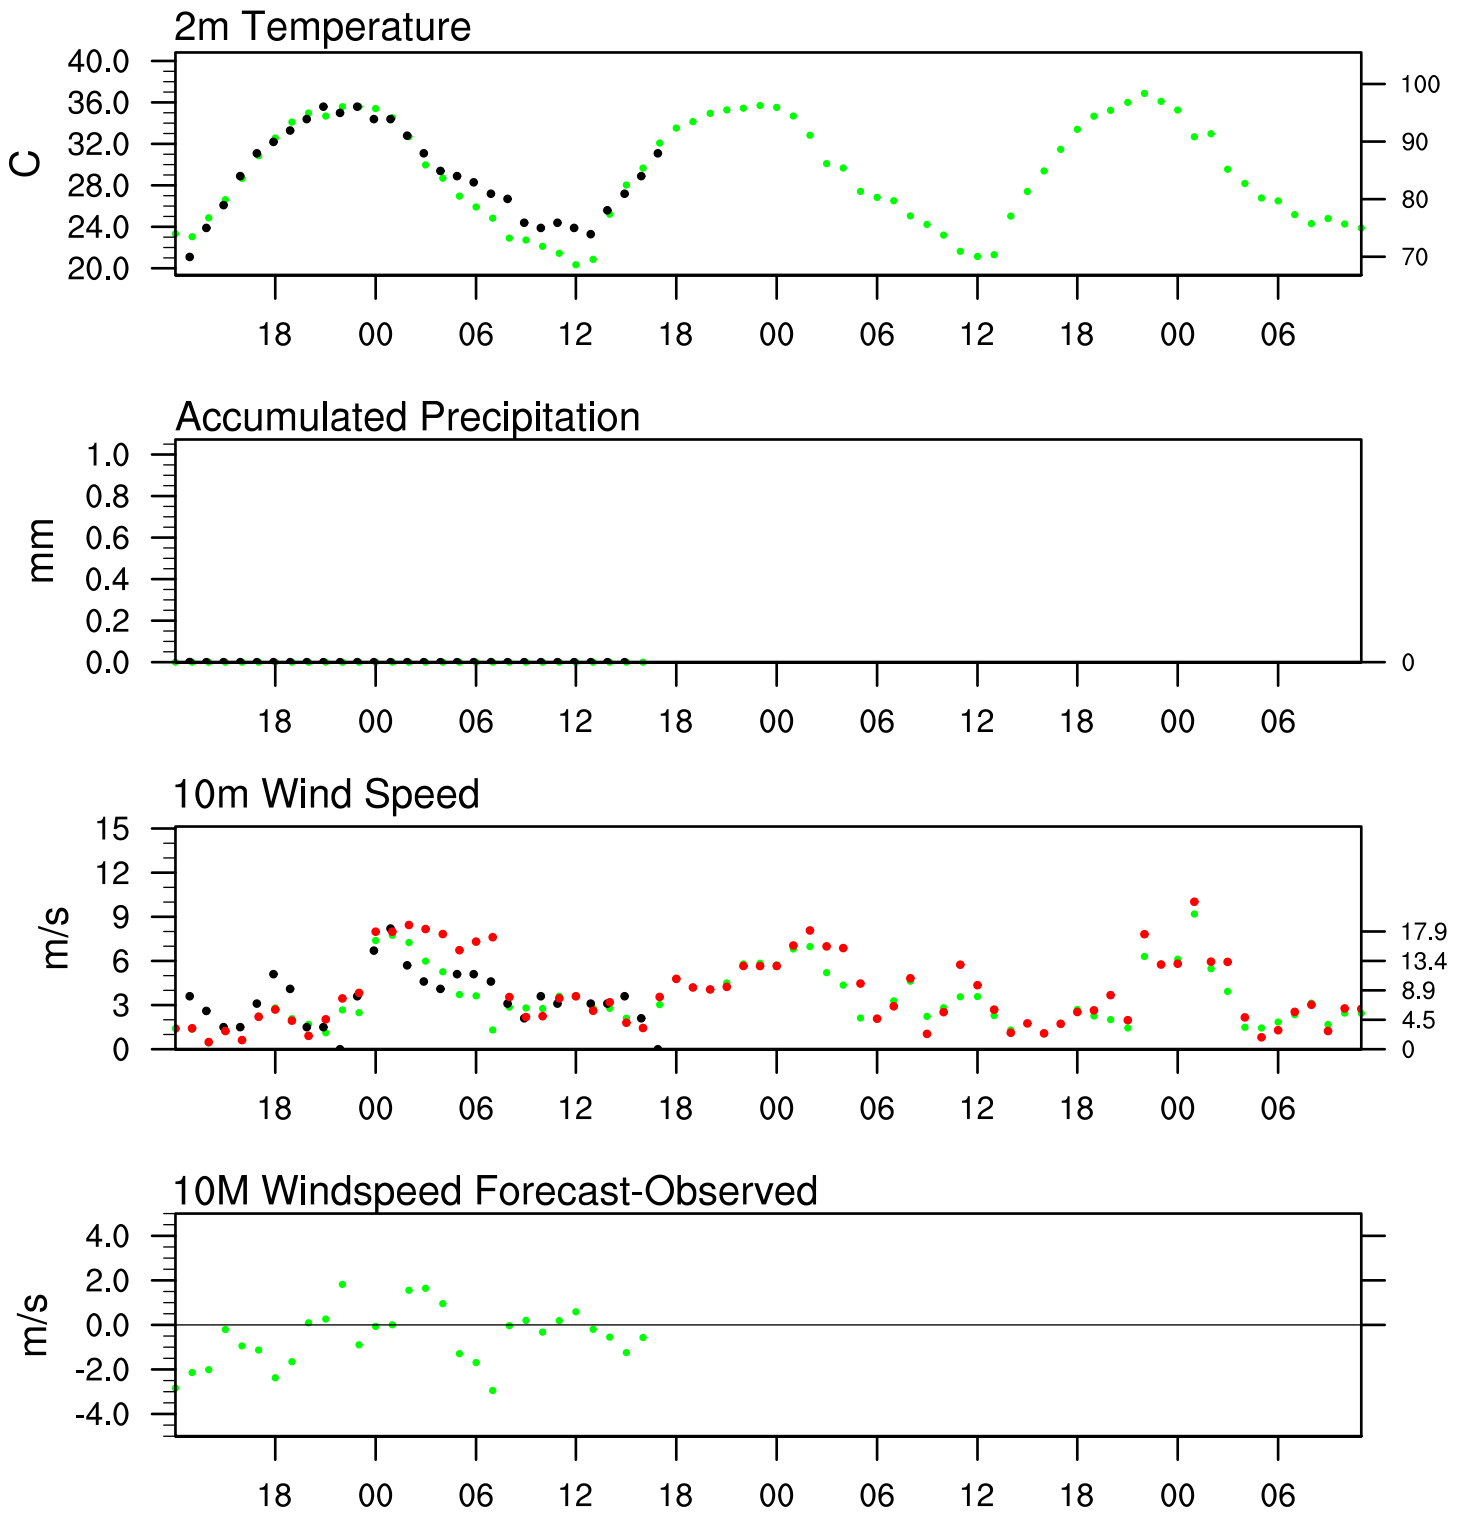 2m Temperature
40.0
36.0
32.0
28.0
24.0
20.0
C
100
90
80
70
18 00 06 12 18 00 06 12 18 00 06
Accumulated Precipitation
1.0
0.8
0.6
0.4
0.2
0.0
mm
0
18 00 06 12 18 00 06 12 18 00 06
10m Wind Speed
15
12
9
6
3
0
m/s
17.9
13.4
8.9
4.5
0
18 00 06 12 18 00 06 12 18 00 06
10M Windspeed Forecast-Observed
4.0
2.0
0.0
-2.0
-4.0
m/s
18 00 06 12 18 00 06 12 18 00 06